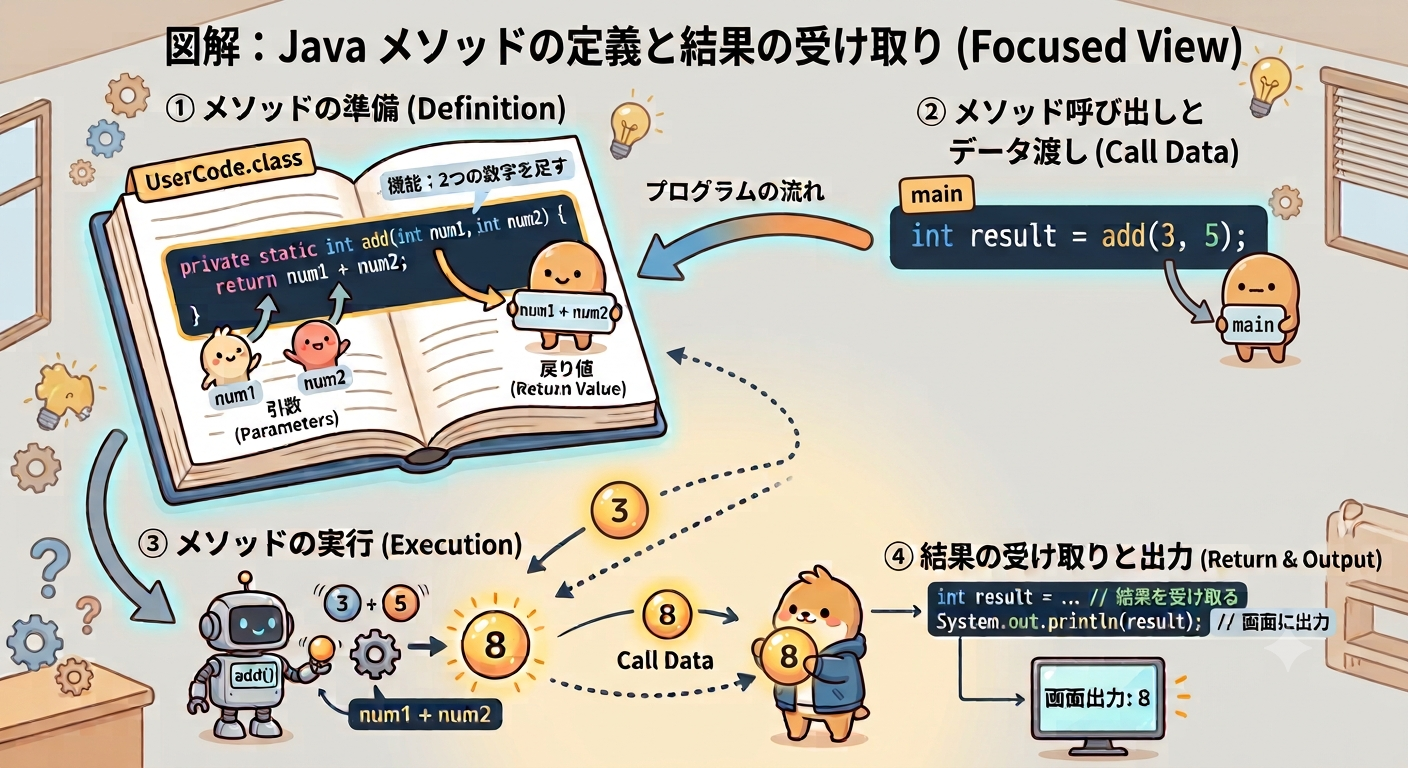 図解：Java メソッドの定義と結果の受け取り (Focused View)
① メソッドの準備 (Definition)
UserCode.class
機能：2つの数字を足す
private static int add(int num1, int num2) {
return num1 + num2;
}
num1 + num2
num1
num2
引数
(Parameters)
戻り値
(Return Value)
プログラムの流れ
② メソッド呼び出しと
データ渡し (Call Data)
main
int result = add(3, 5);
main
3
③ メソッドの実行 (Execution)
3 + 5
add()
num1 + num2
8
8
Call Data
8
④ 結果の受け取りと出力 (Return & Output)
int result = ... // 結果を受け取る
System.out.println(result); // 画面に出力
画面出力: 8